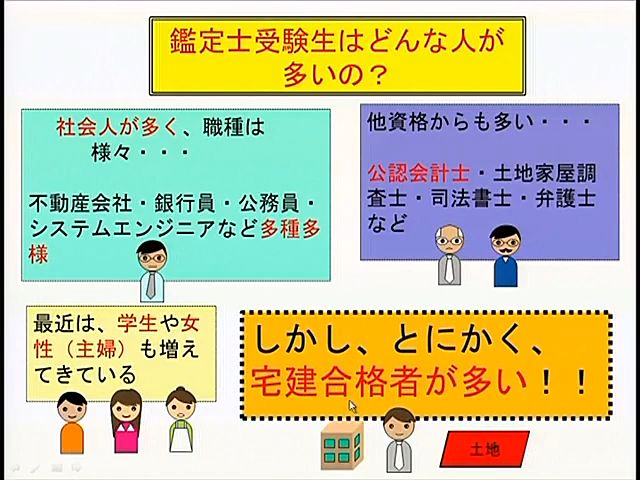 鑑定士受験生はどんな人が
多いの？
社会人が多く、職種は
様々・・・
不動産会社・銀行員・公務員・
システムエンジニアなど多種多
様
他資格からも多い・・・
公認会計士・土地家屋調
査士・司法書士・弁護士
など
最近は、学生や女
性（主婦）も増え
てきている
しかし、とにかく、
宅建合格者が多い！！
土地